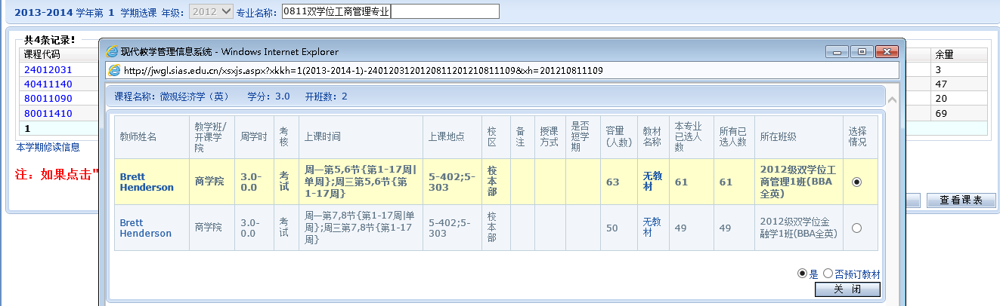 2013-2014 学年第 1 学期选课 年级: 2012 专业名称: 0811双学位工商管理专业
共4条记录!
课程代码 余量
24012031 3
40411140 47
80011090 20
80011410 69
1
本学期修读信息
注：如果点击"
查看课表
现代教学管理信息系统 - Windows Internet Explorer
http://jwgl.sias.edu.cn/xsxjs.aspx?xkkh=1(2013-2014-1)-24012031201208112012108​11109&xh=201210811109
课程名称：微观经济学（英） 学分：3.0 开班数：2
教师姓名 教学班/开课学院 周学时 考核 上课时间 上课地点 校区 备注 授课方式 是否短学期 容量(人数) 教材名称 本专业已选人数 所有已选人数 所在班级 选择情况
Brett Henderson 商学院 3.0-0.0 考试 周一第5,6节{第1-17周|单周};周三第5,6节{第1-17周} 5-402;5-303 校本部 63 无教材 61 61 2012级双学位工商管理1班(BBA全英)
Brett Henderson 商学院 3.0-0.0 考试 周一第7,8节{第1-17周|单周};周三第7,8节{第1-17周} 5-402;5-303 校本部 50 无教材 49 49 2012级双学位金融学1班(BBA全英)
是 否预订教材
关 闭